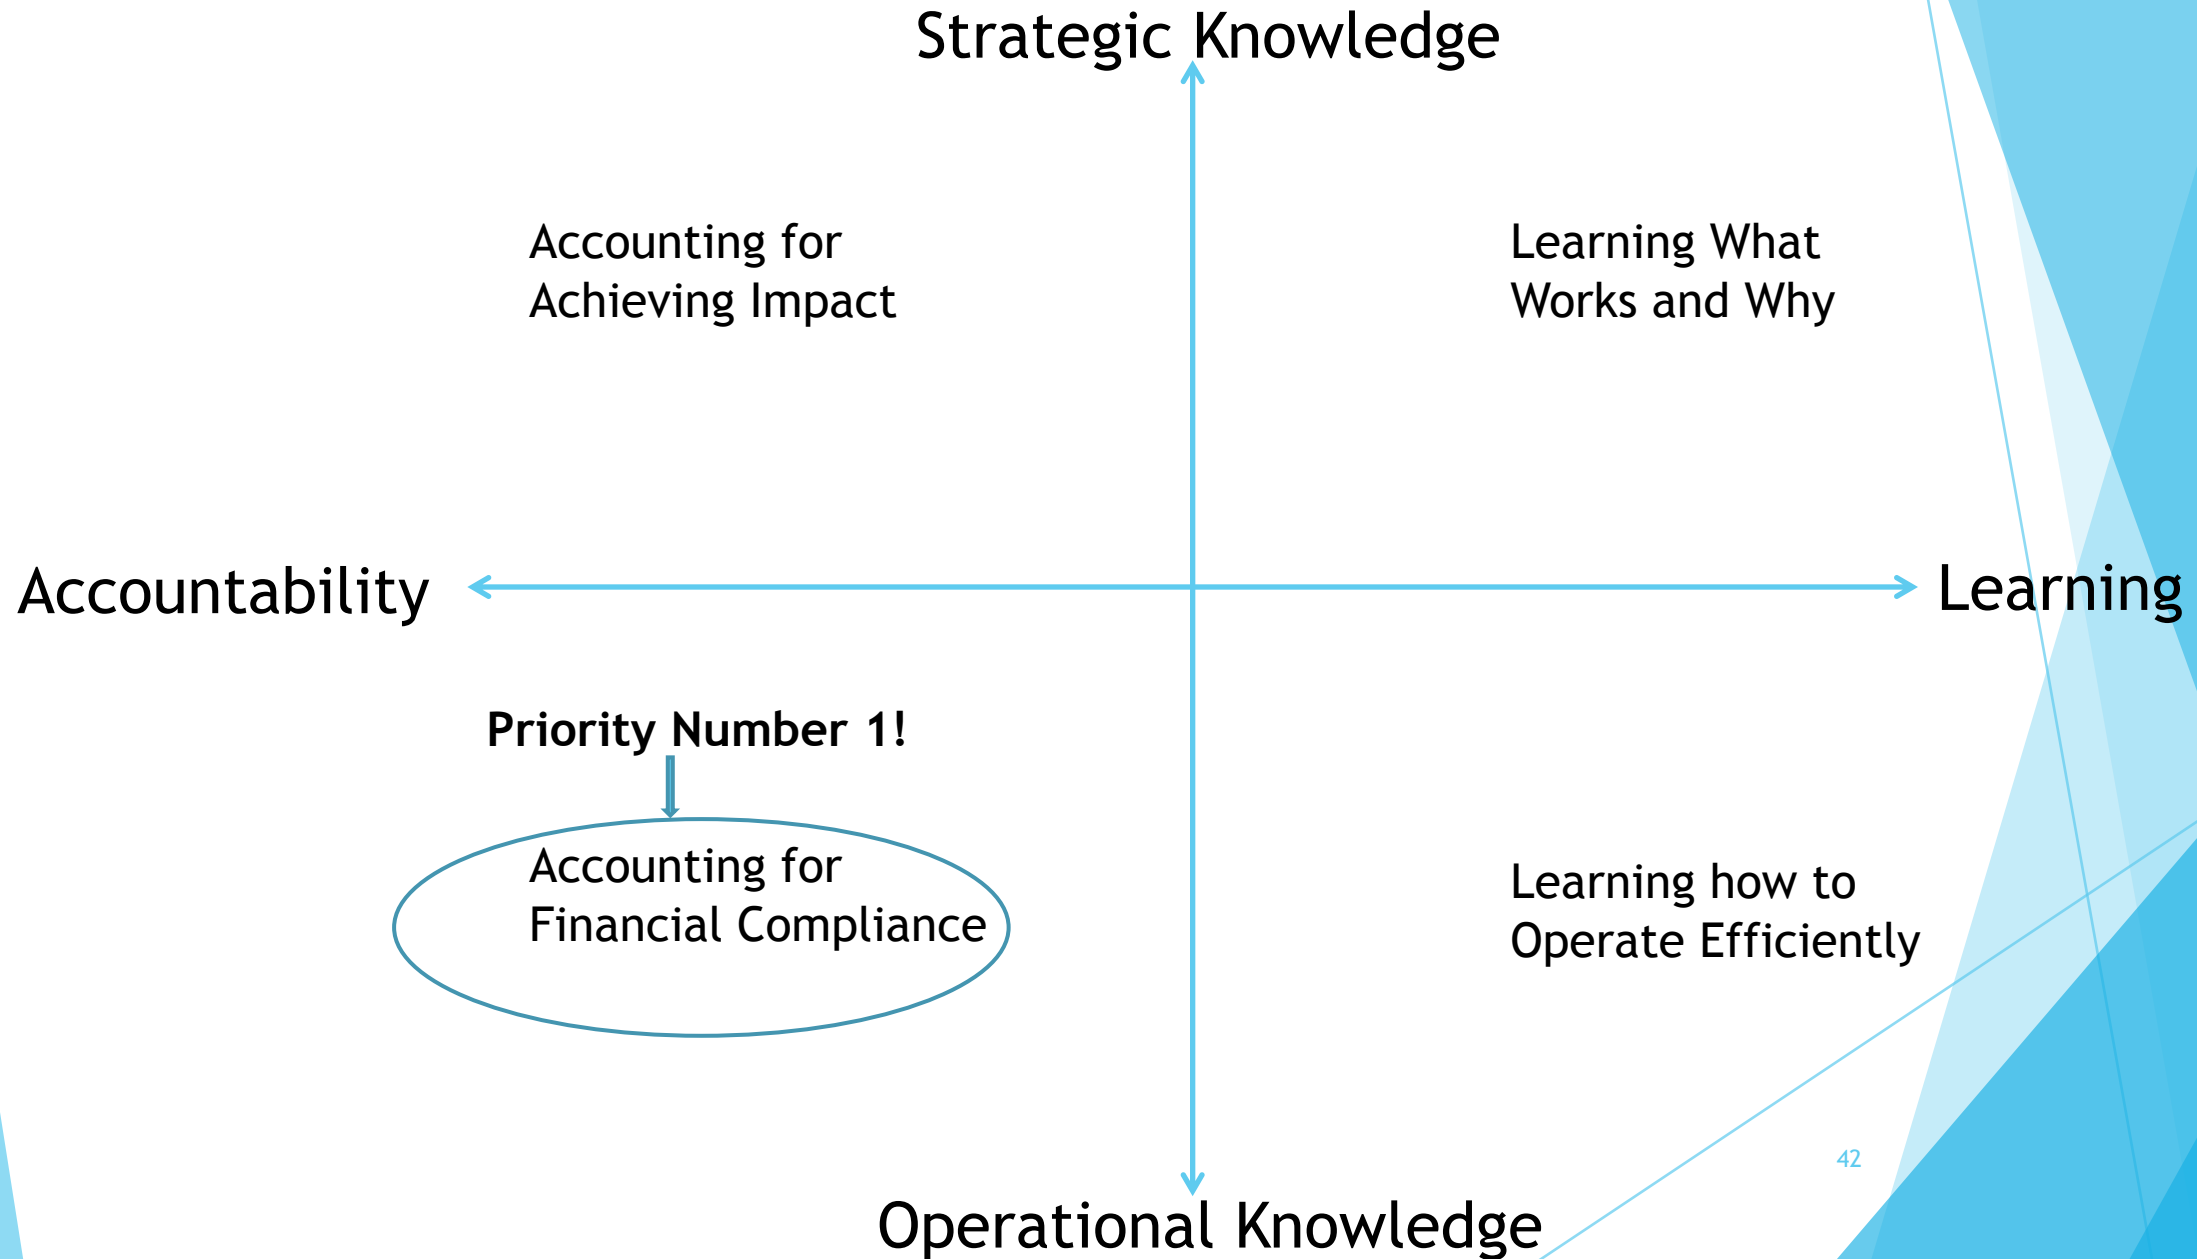 Strategic Knowledge
Accounting for
Achieving Impact
Learning What
Works and Why
Accountability
Learning
Priority Number 1!
Accounting for
Financial Compliance
Learning how to
Operate Efficiently
42
Operational Knowledge